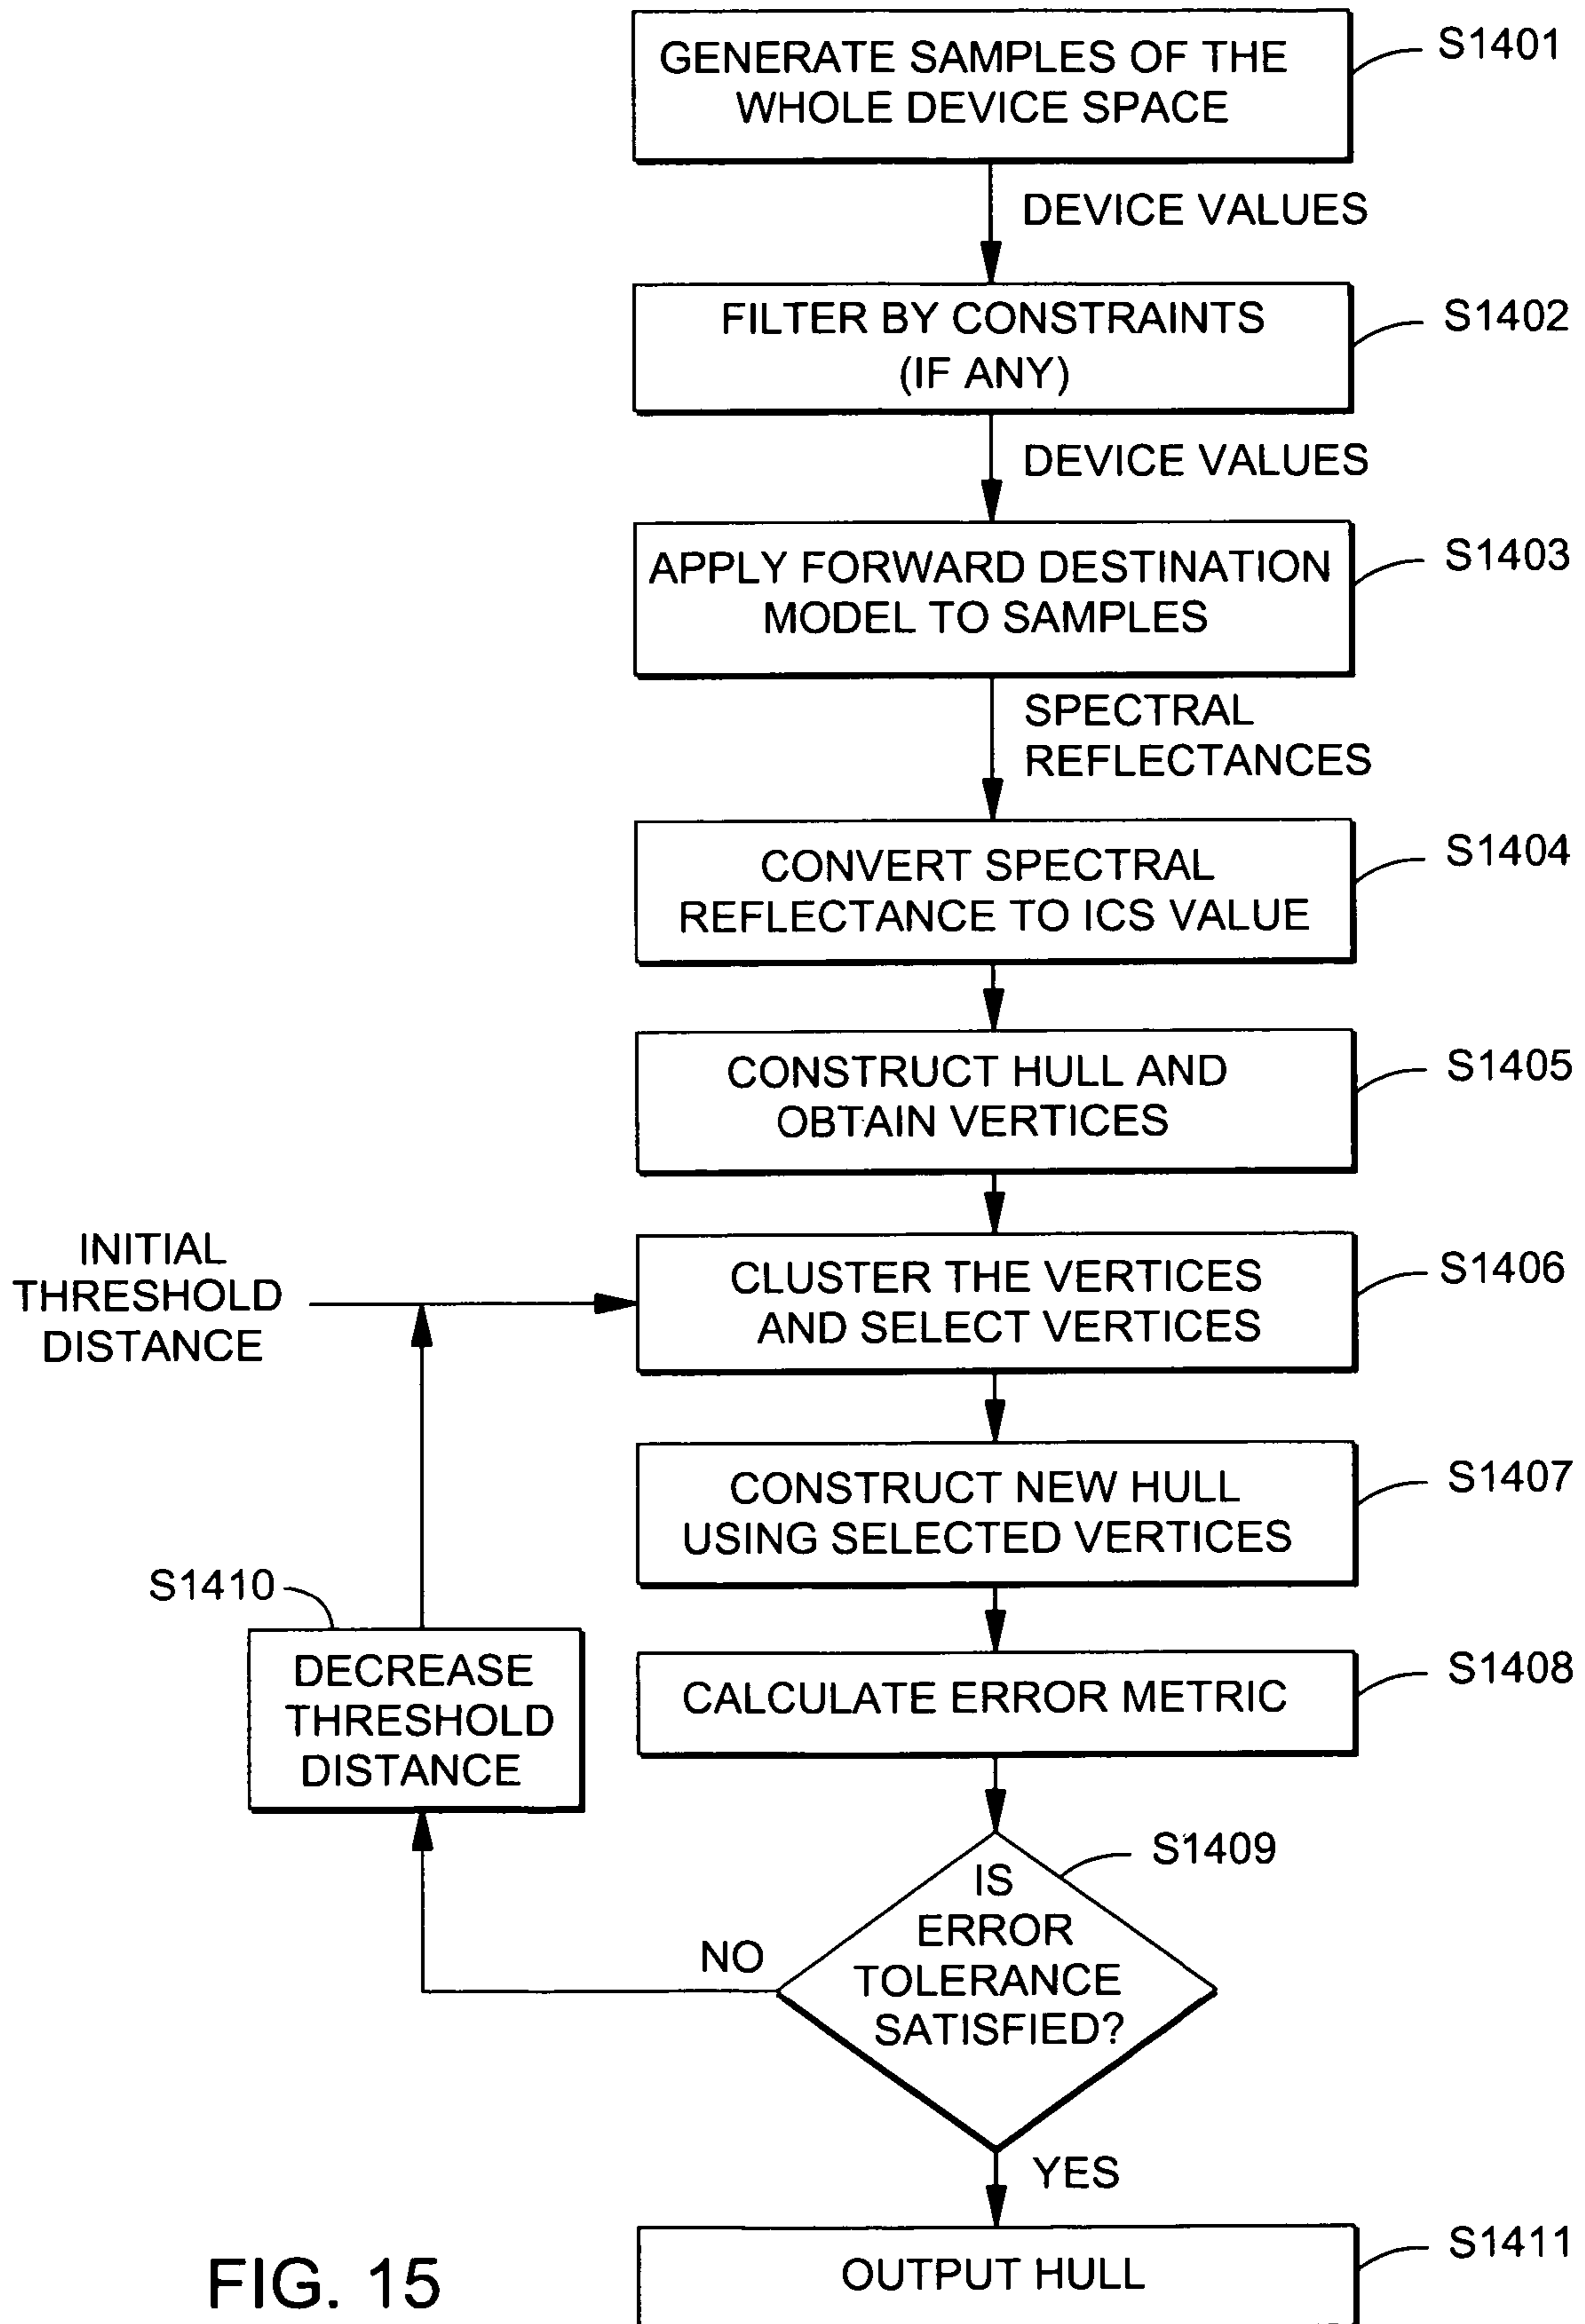 GENERATE SAMPLES OF THE
WHOLE DEVICE SPACE
S1401
DEVICE VALUES
FILTER BY CONSTRAINTS
(IF ANY)
S1402
DEVICE VALUES
APPLY FORWARD DESTINATION
MODEL TO SAMPLES
S1403
SPECTRAL
REFLECTANCES
CONVERT SPECTRAL
REFLECTANCE TO ICS VALUE
S1404
CONSTRUCT HULL AND
OBTAIN VERTICES
S1405
INITIAL
THRESHOLD
DISTANCE
CLUSTER THE VERTICES
AND SELECT VERTICES
S1406
CONSTRUCT NEW HULL
USING SELECTED VERTICES
S1407
S1410
DECREASE
THRESHOLD
DISTANCE
CALCULATE ERROR METRIC
S1408
IS
ERROR
TOLERANCE
SATISFIED?
S1409
NO
YES
OUTPUT HULL
S1411
FIG. 15